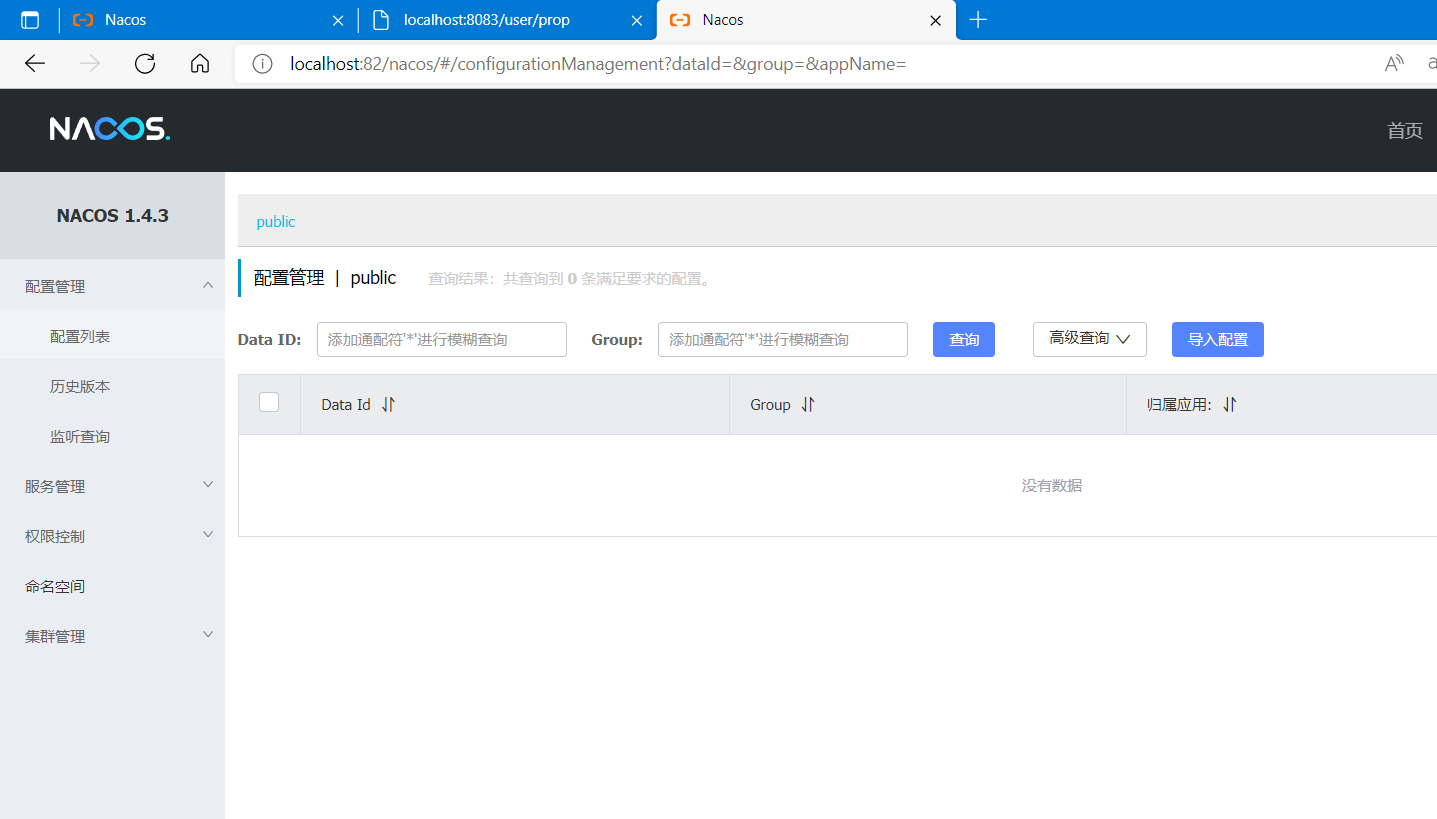 Nacos
localhost:8083/user/prop
Nacos
localhost:82/nacos/#/configurationManagement?dataId=&group=&appName=
NACOS.
首页
NACOS 1.4.3
配置管理
配置列表
历史版本
监听查询
服务管理
权限控制
命名空间
集群管理
public
配置管理 | public 查询结果：共查询到 0 条满足要求的配置。
Data ID: 添加通配符'*'进行模糊查询 Group: 添加通配符'*'进行模糊查询 查询 高级查询 导入配置
Data Id Group 归属应用:
没有数据